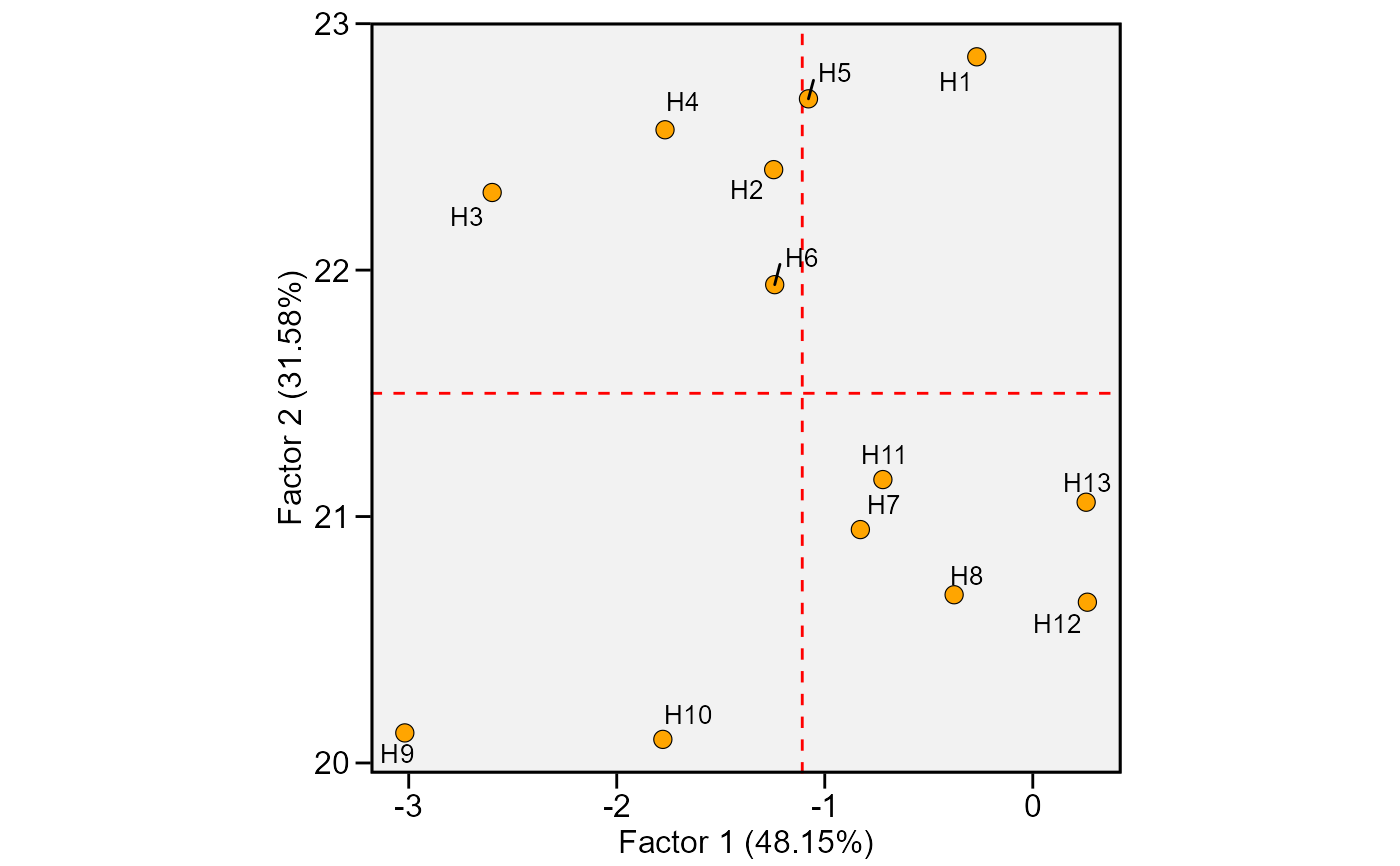 23
H5
H1
H4
H2
H3
H6
22
Factor 2 (31.58%)
H11
H13
H7
21
H8
H12
H10
H9
20
-3
-2
-1
0
Factor 1 (48.15%)